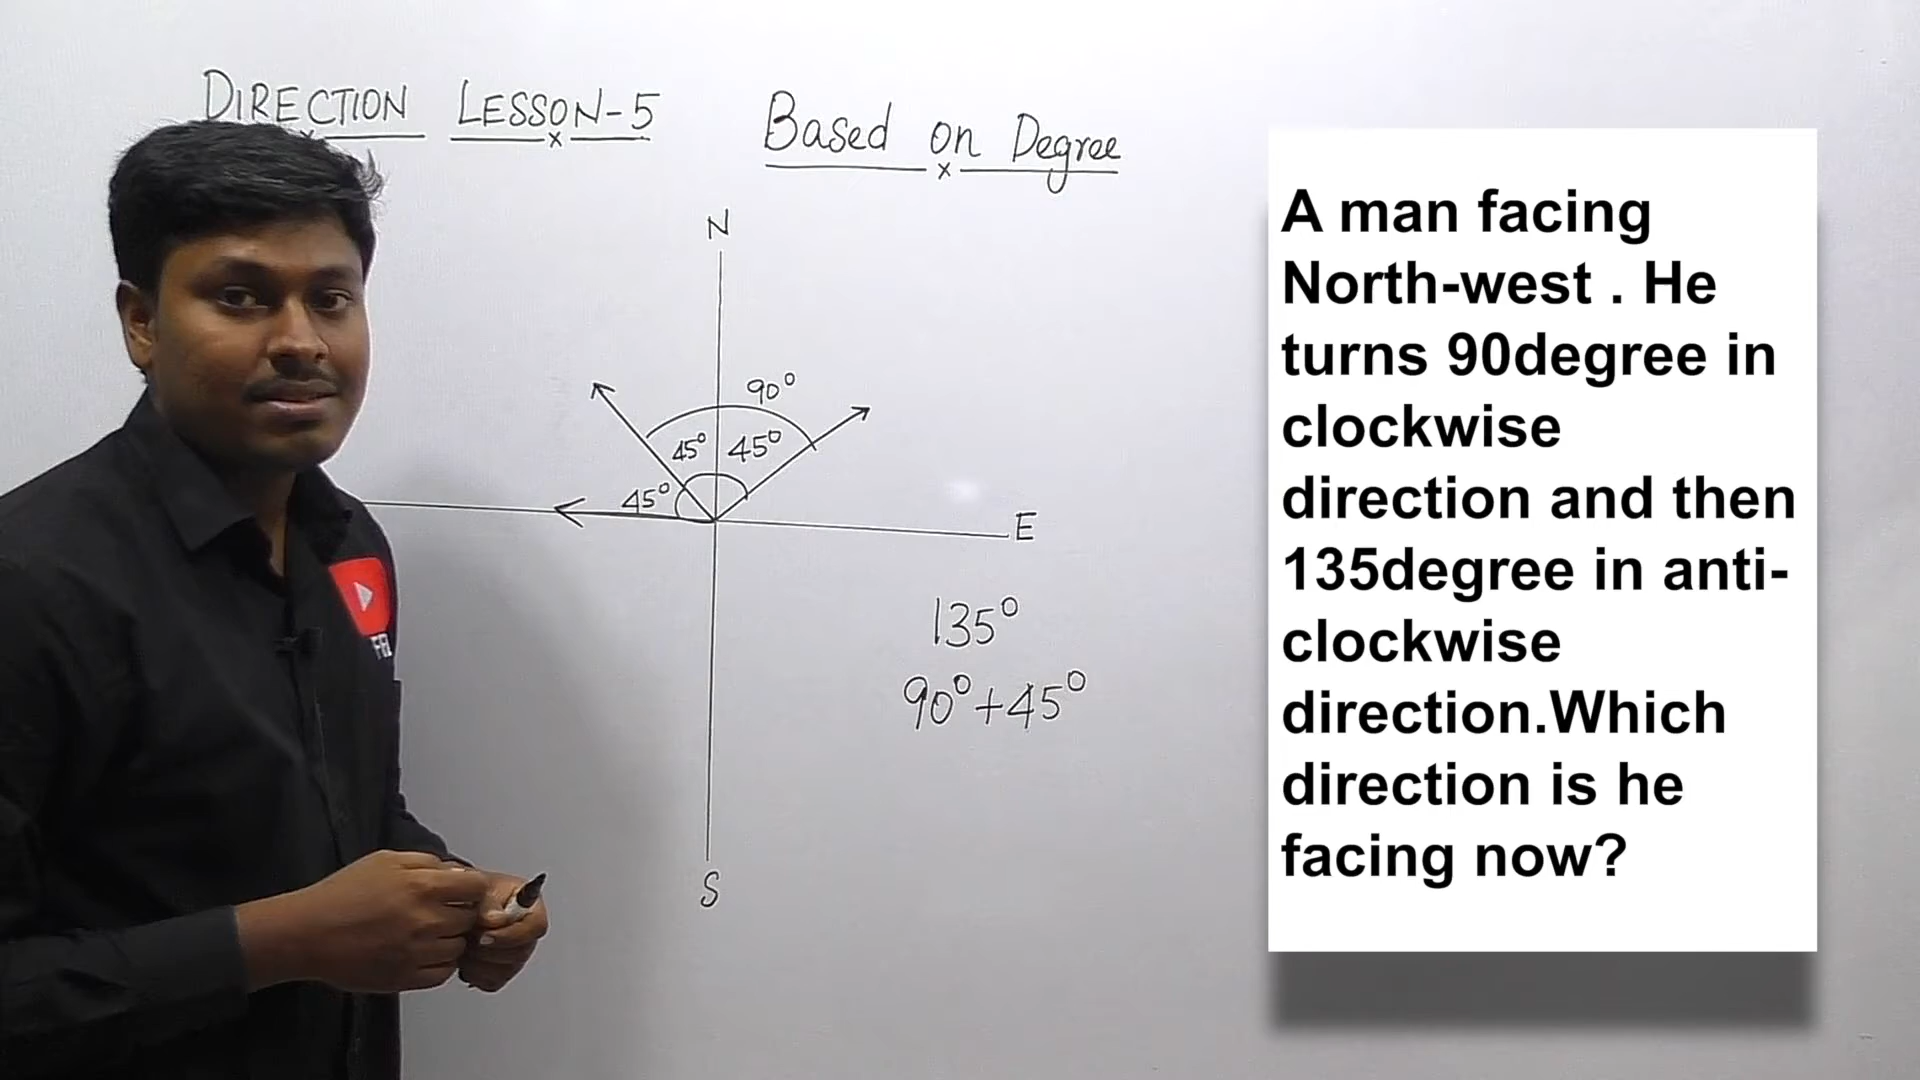 DIRECTION LESSON-5
Based on Degree
N
90°
45° 45°
45°
E
S
135°
90°+45°
A man facing
North-west . He
turns 90degree in
clockwise
direction and then
135degree in anti-
clockwise
direction.Which
direction is he
facing now?